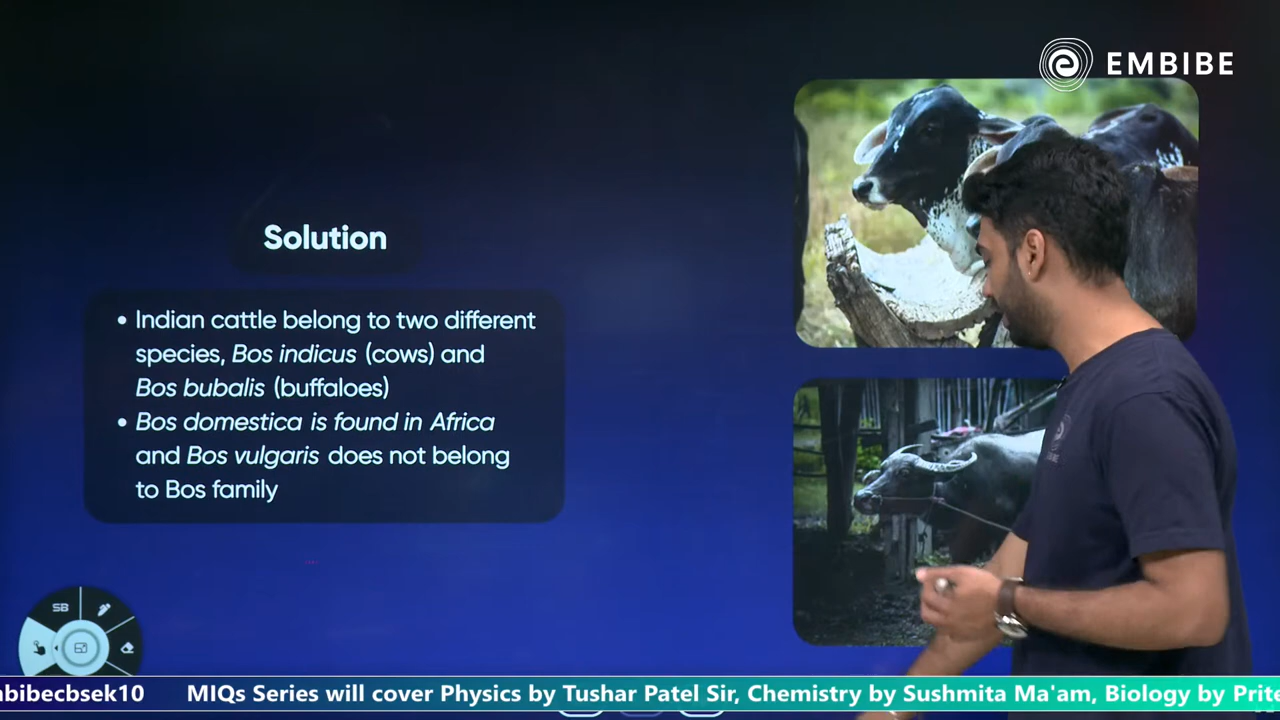 EMBIBE
Solution
• Indian cattle belong to two different
species, Bos indicus (cows) and
Bos bubalis (buffaloes)
• Bos domestica is found in Africa
and Bos vulgaris does not belong
to Bos family
SB
MIQs Series will cover Physics by Tushar Patel Sir, Chemistry by Sushmita Ma'am, Biology by